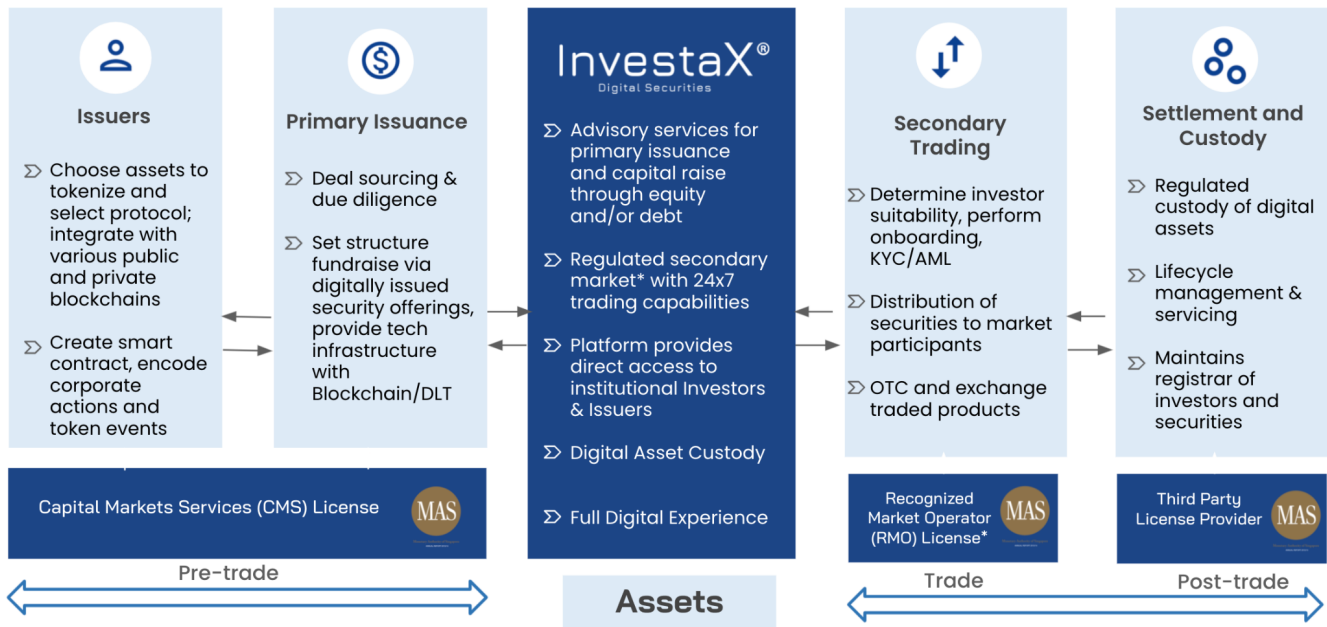 Issuers
Choose assets to
tokenize and
select protocol;
integrate with
various public
and private
blockchains
Create smart
contract, encode
corporate
actions and
token events
Primary Issuance
Deal sourcing &
due diligence
Set structure
fundraise via
digitally issued
security offerings,
provide tech
infrastructure
with
Blockchain/DLT
InvestaX®
Digital Securities
Advisory services for
primary issuance
and capital raise
through equity
and/or debt
Regulated secondary
market* with 24x7
trading capabilities
Platform provides
direct access to
institutional Investors
& Issuers
Digital Asset Custody
Full Digital Experience
Secondary
Trading
Determine investor
suitability, perform
onboarding,
KYC/AML
Distribution of
securities to market
participants
OTC and exchange
traded products
Settlement and
Custody
Regulated
custody of digital
assets
Lifecycle
management &
servicing
Maintains
registrar of
investors and
securities
Capital Markets Services (CMS) License
MAS
Recognized
Market Operator
(RMO) License*
MAS
Third Party
License Provider
MAS
Pre-trade
Assets
Trade
Post-trade